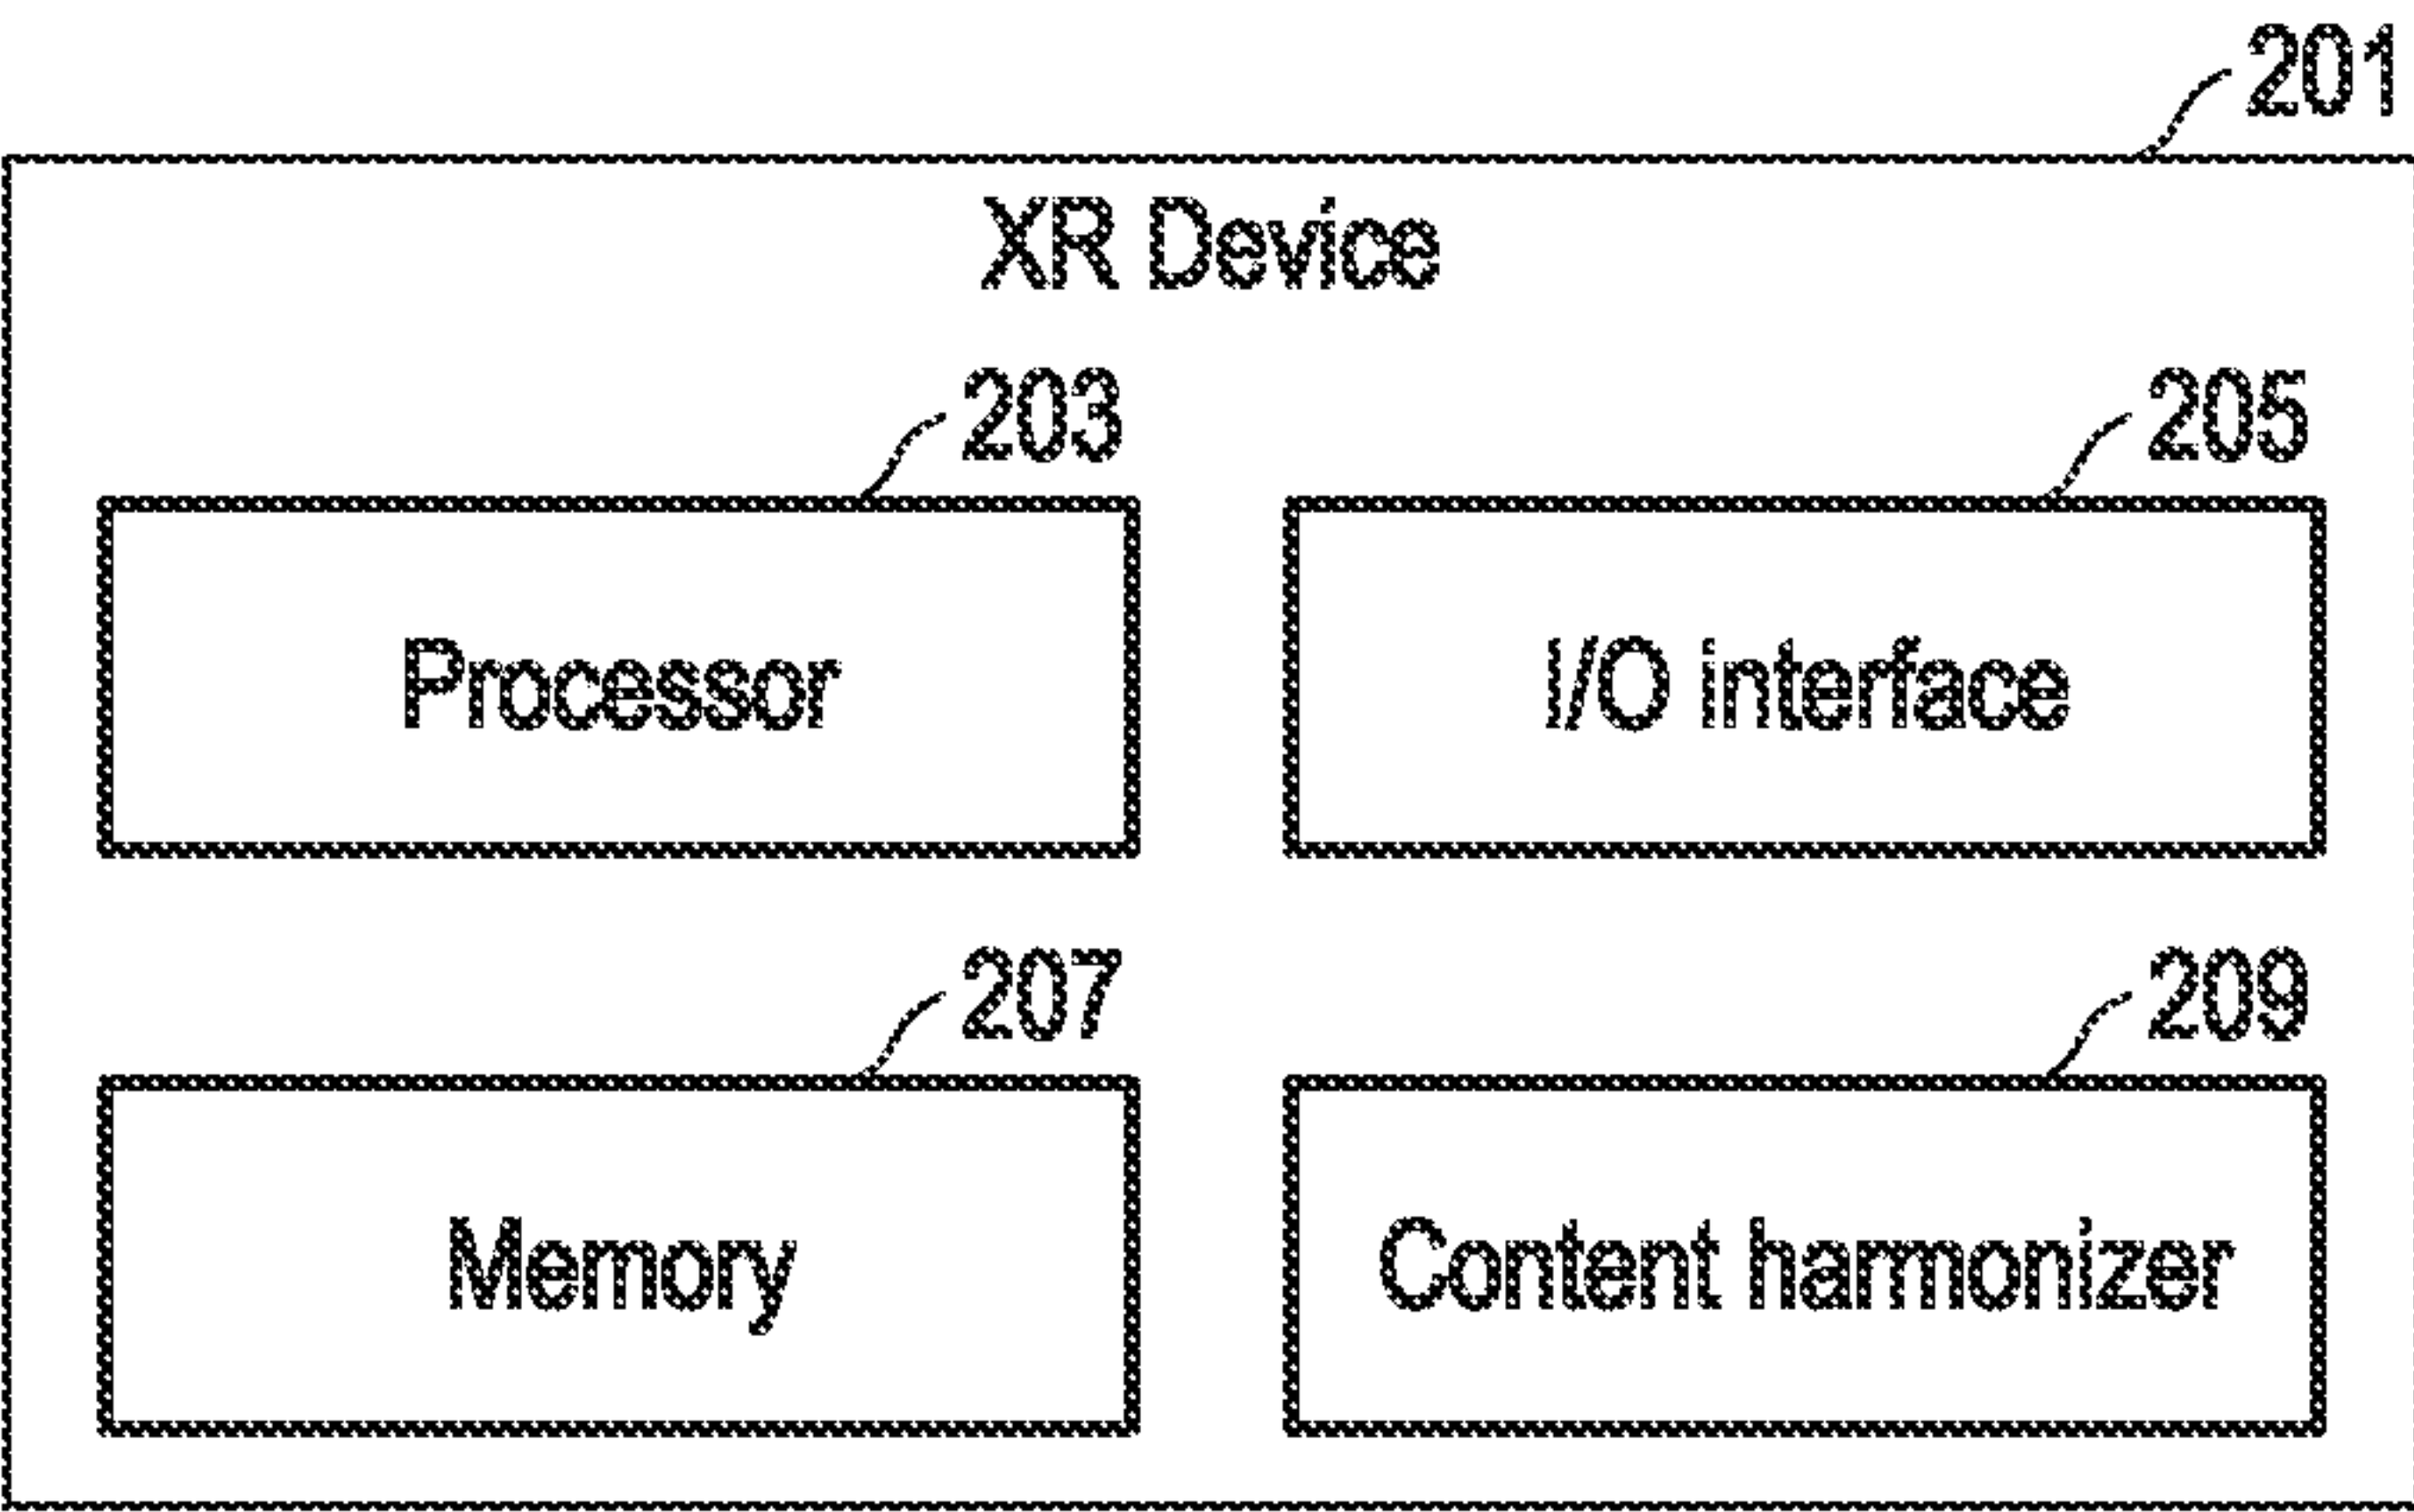 201
XR Device
203
205
Processor
I/O interface
207
209
Memory
Content harmonizer